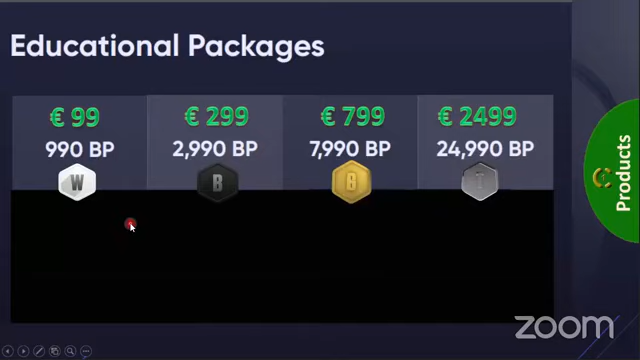 Educational Packages
€ 99 € 299 € 799 € 2499
990 BP 2,990 BP 7,990 BP 24,990 BP
W B B T
Products
zoom